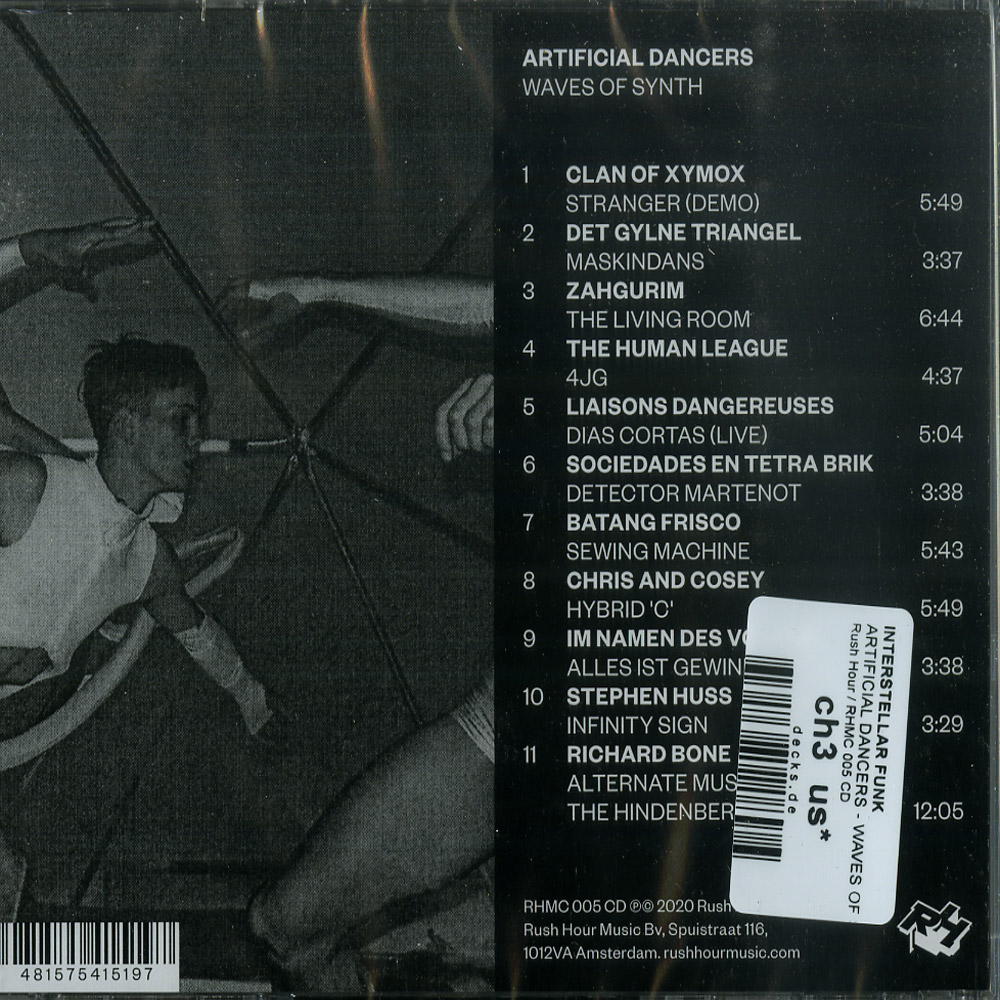 ARTIFICIAL DANCERS
WAVES OF SYNTH
1 CLAN OF XYMOX
STRANGER (DEMO) 5:49
2 DET GYLNE TRIANGEL
MASKINDANS 3:37
3 ZAHGURIM
THE LIVING ROOM 6:44
4 THE HUMAN LEAGUE
4JG 4:37
5 LIAISONS DANGEREUSES
DIAS CORTAS (LIVE) 5:04
6 SOCIEDADES EN TETRA BRIK
DETECTOR MARTENOT 3:38
7 BATANG FRISCO
SEWING MACHINE 5:43
8 CHRIS AND COSEY
HYBRID 'C' 5:49
9 IM NAMEN DES
ALLES IST 3:38
10 STEPHEN HUSS
INFINITY SIGN 3:29
11 RICHARD BONE
ALTERNATE
THE 12:05
RHMC 005 CD ℗© 2020 Rush
Rush Hour Music Bv, Spuistraat 116,
1012VA Amsterdam. rushhourmusic.com
INTERSTELLAR FUNK
ARTIFICIAL DANCERS - WAVES OF
Rush Hour / RHMC 005 CD
ch3 us*
decks.de
RH
481575415197